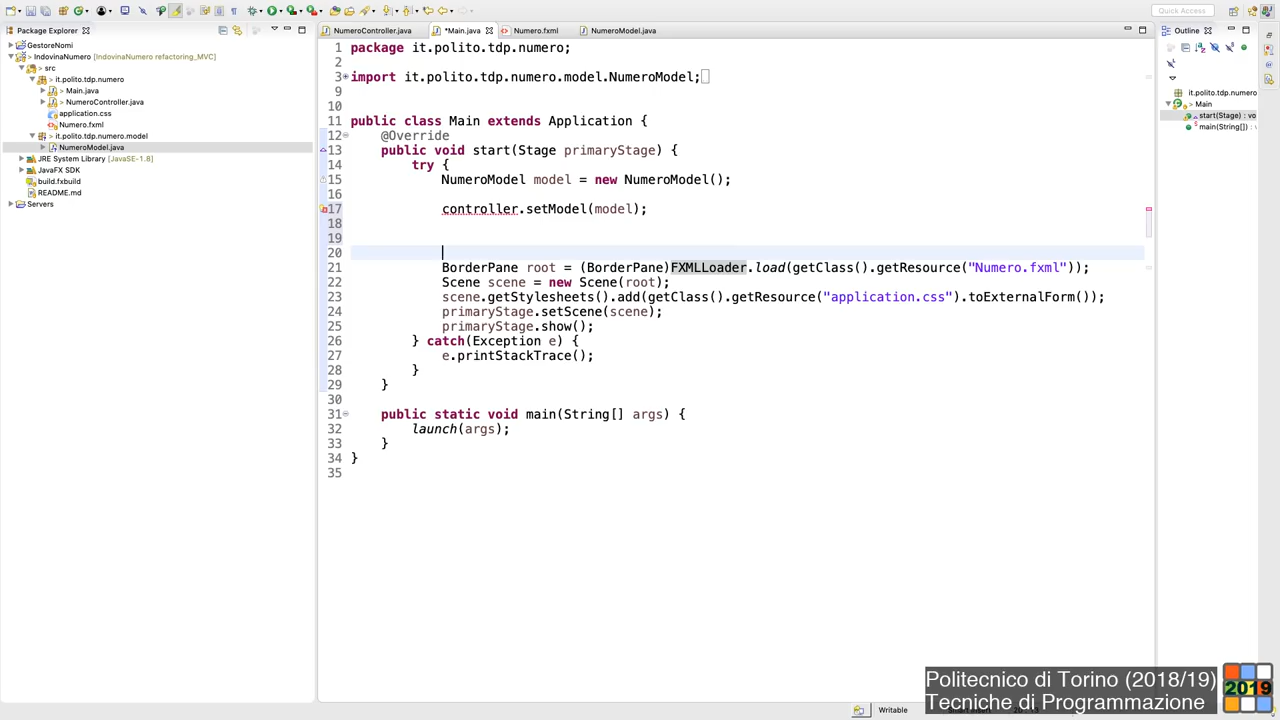 Quick Access
Package Explorer
GestoreNomi
> IndovinaNumero [refactoring_MVC]
> src
> it.polito.tdp.numero
> Main.java
> NumeroController.java
application.css
Numero.fxml
> it.polito.tdp.numero.model
> NumeroModel.java
JRE System Library [JavaSE-1.8]
JavaFX SDK
build.fxbuild
README.md
Servers
NumeroController.java
*Main.java
Numero.fxml
NumeroModel.java
1 package it.polito.tdp.numero;
2
3 import it.polito.tdp.numero.model.NumeroModel;
9
10
11 public class Main extends Application {
12 @Override
13 public void start(Stage primaryStage) {
14 try {
15 NumeroModel model = new NumeroModel();
16
17 controller.setModel(model);
18
19
20
21 BorderPane root = (BorderPane)FXMLLoader.load(getClass().getResource("Numero.fxml"));
22 Scene scene = new Scene(root);
23 scene.getStylesheets().add(getClass().getResource("application.css").toExternalForm());
24 primaryStage.setScene(scene);
25 primaryStage.show();
26 } catch(Exception e) {
27 e.printStackTrace();
28 }
29 }
30
31 public static void main(String[] args) {
32 launch(args);
33 }
34 }
35
Outline
it.polito.tdp.numero
> Main
start(Stage) : vo
main(String[]) :
Writable
Politecnico di Torino (2018/19)
Tecniche di Programmazione
2019